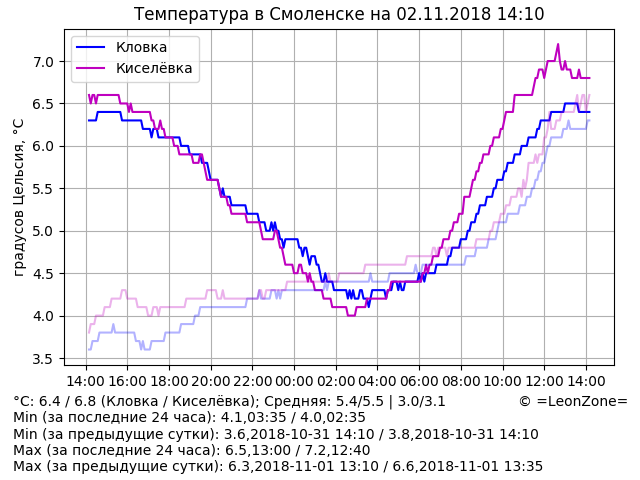 Температура в Смоленске на 02.11.2018 14:10
Кловка
Киселёвка
градусов Цельсия, °C
7.0
6.5
6.0
5.5
5.0
4.5
4.0
3.5
14:00 16:00 18:00 20:00 22:00 00:00 02:00 04:00 06:00 08:00 10:00 12:00 14:00
°C: 6.4 / 6.8 (Кловка / Киселёвка); Средняя: 5.4/5.5 | 3.0/3.1 © =LeonZone=
Min (за последние 24 часа): 4.1,03:35 / 4.0,02:35
Min (за предыдущие сутки): 3.6,2018-10-31 14:10 / 3.8,2018-10-31 14:10
Max (за последние 24 часа): 6.5,13:00 / 7.2,12:40
Max (за предыдущие сутки): 6.3,2018-11-01 13:10 / 6.6,2018-11-01 13:35